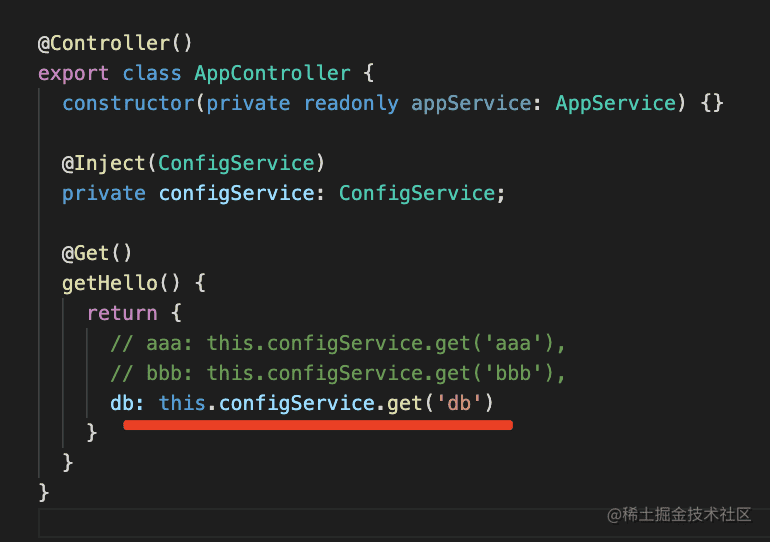 @Controller()
export class AppController {
constructor(private readonly appService: AppService) {}
@Inject(ConfigService)
private configService: ConfigService;
@Get()
getHello() {
return {
// aaa: this.configService.get('aaa'),
// bbb: this.configService.get('bbb'),
db: this.configService.get('db')
}
}
}
@稀土掘金技术社区